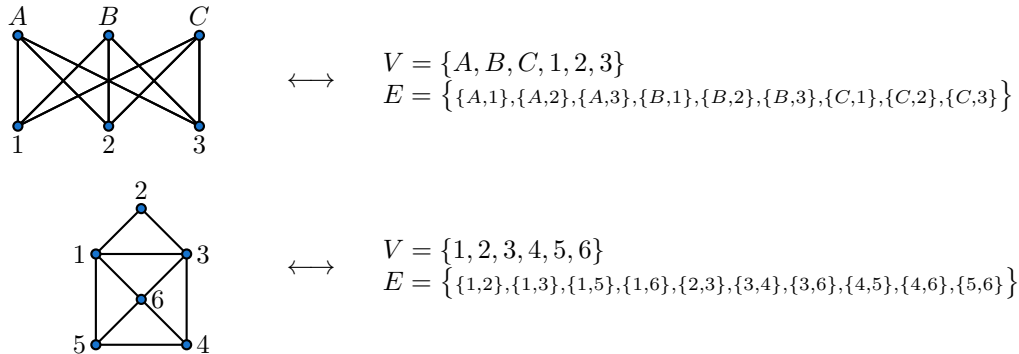 A B C
1 2 3
⟷
V = {A, B, C, 1, 2, 3}
E = {{A,1},{A,2},{A,3},{B,1},{B,2},{B,3},{C,1},{C,2},{C,3}}
2
1 3
6
5 4
⟷
V = {1, 2, 3, 4, 5, 6}
E = {{1,2},{1,3},{1,5},{1,6},{2,3},{3,4},{3,6},{4,5},{4,6},{5,6}}